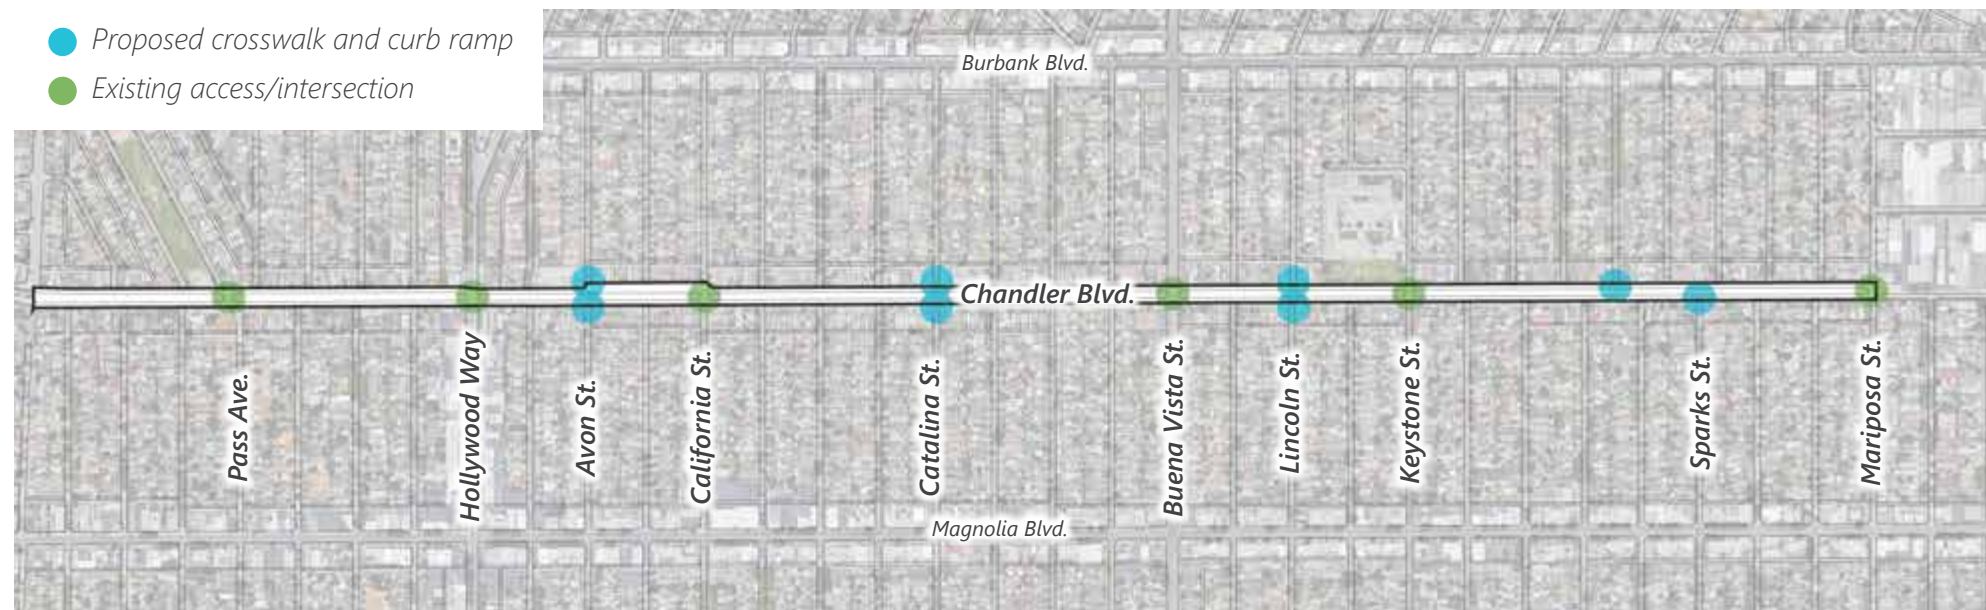 Proposed crosswalk and curb ramp
Existing access/intersection
Burbank Blvd.
Chandler Blvd.
Pass Ave.
Hollywood Way
Avon St.
California St.
Catalina St.
Buena Vista St.
Lincoln St.
Keystone St.
Sparks St.
Mariposa St.
Magnolia Blvd.